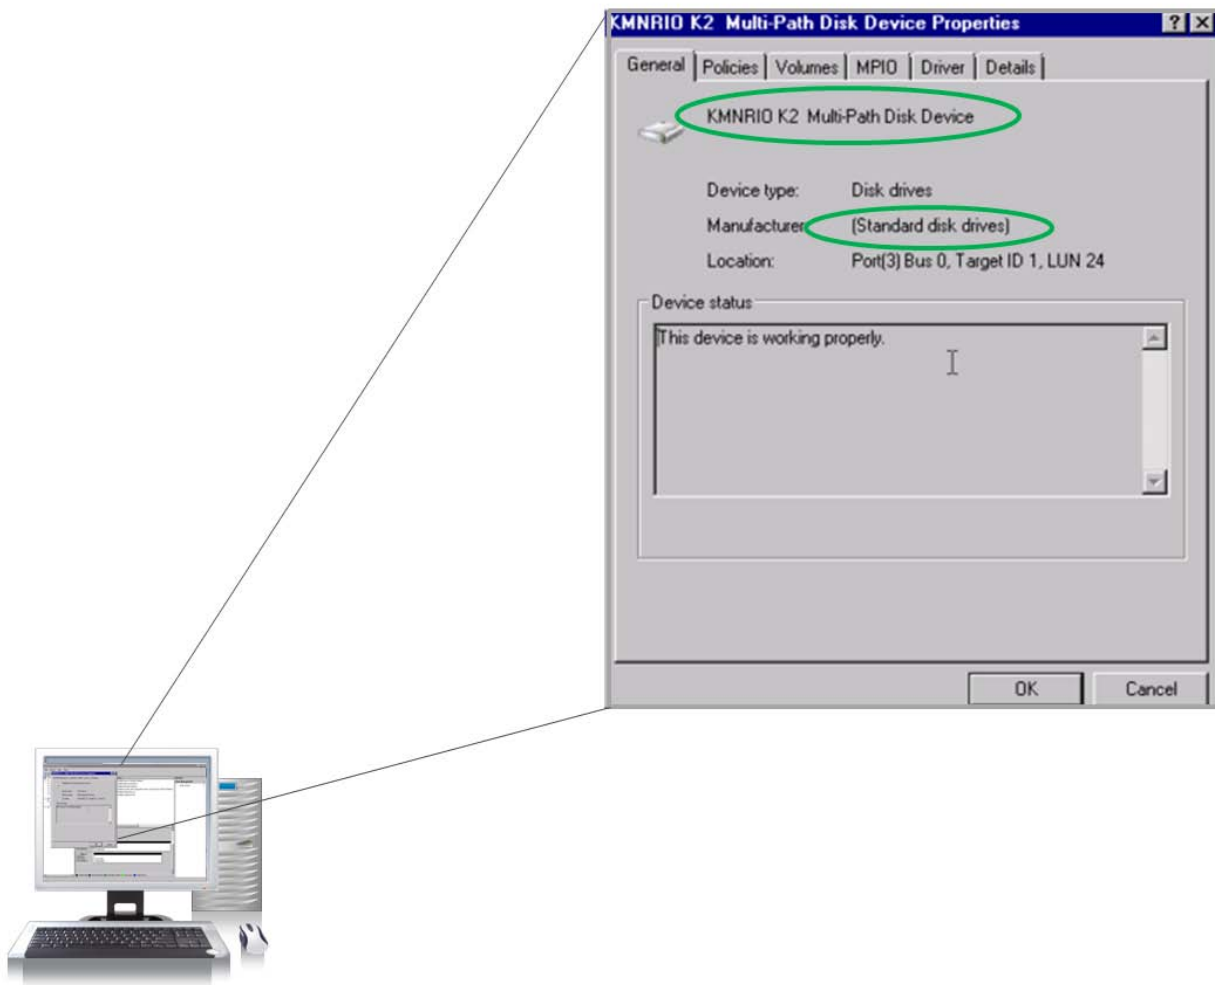 KMNRIO K2 Multi-Path Disk Device Properties
General Policies Volumes MPIO Driver Details
KMNRIO K2 Multi-Path Disk Device
Device type: Disk drives
Manufacturer (Standard disk drives)
Location: Port(3) Bus 0, Target ID 1, LUN 24
Device status
This device is working properly.
OK Cancel